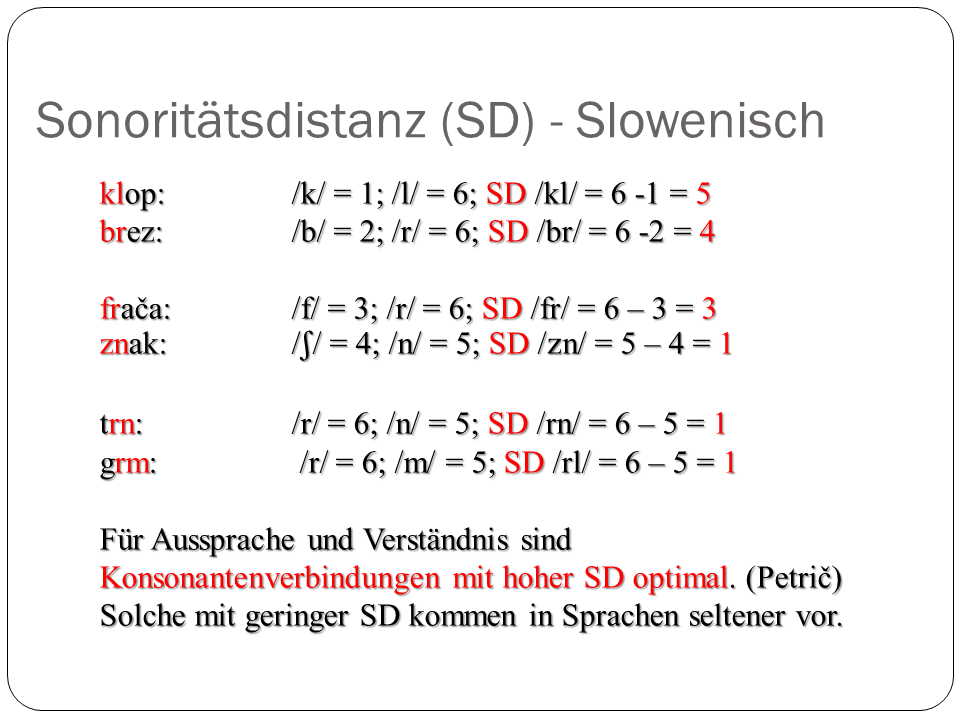 Sonoritätsdistanz (SD) - Slowenisch
klop: /k/ = 1; /l/ = 6; SD /kl/ = 6 -1 = 5
brez: /b/ = 2; /r/ = 6; SD /br/ = 6 -2 = 4
frača: /f/ = 3; /r/ = 6; SD /fr/ = 6 – 3 = 3
znak: /ʃ/ = 4; /n/ = 5; SD /zn/ = 5 – 4 = 1
trn: /r/ = 6; /n/ = 5; SD /rn/ = 6 – 5 = 1
grm: /r/ = 6; /m/ = 5; SD /rl/ = 6 – 5 = 1
Für Aussprache und Verständnis sind
Konsonantenverbindungen mit hoher SD optimal. (Petrič)
Solche mit geringer SD kommen in Sprachen seltener vor.